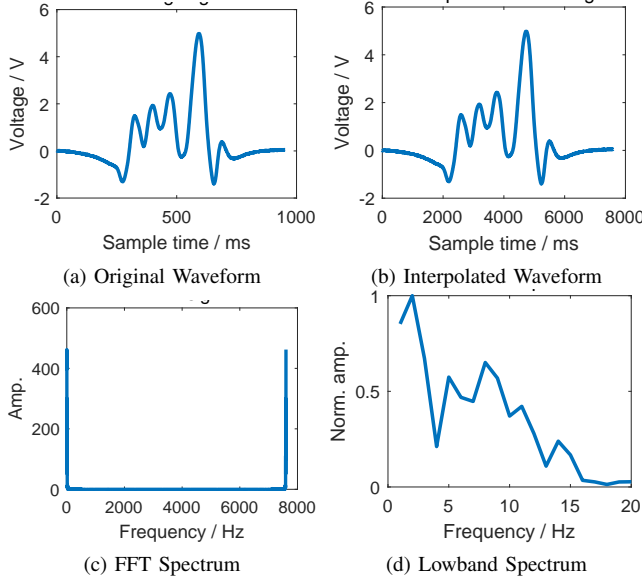 6
4
2
0
-2
Voltage / V
0 500 1000
Sample time / ms
(a) Original Waveform
6
4
2
0
-2
Voltage / V
0 2000 4000 6000 8000
Sample time / ms
(b) Interpolated Waveform
600
400
200
0
Amp.
0 2000 4000 6000 8000
Frequency / Hz
(c) FFT Spectrum
1
0.5
0
Norm. amp.
5 10 15 20
Frequency / Hz
(d) Lowband Spectrum